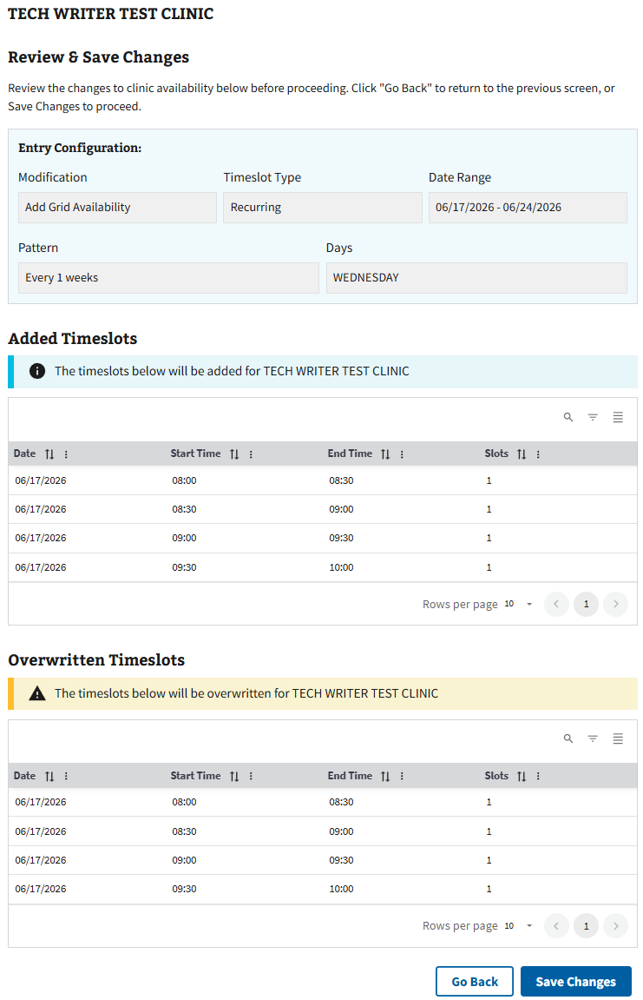 TECH WRITER TEST CLINIC
Review & Save Changes
Review the changes to clinic availability below before proceeding. Click "Go Back" to return to the previous screen, or
Save Changes to proceed.
Entry Configuration:
Modification Timeslot Type Date Range
Add Grid Availability Recurring 06/17/2026 - 06/24/2026
Pattern Days
Every 1 weeks WEDNESDAY
Added Timeslots
The timeslots below will be added for TECH WRITER TEST CLINIC
Date Start Time End Time Slots
06/17/2026 08:00 08:30 1
06/17/2026 08:30 09:00 1
06/17/2026 09:00 09:30 1
06/17/2026 09:30 10:00 1
Rows per page 10 1
Overwritten Timeslots
The timeslots below will be overwritten for TECH WRITER TEST CLINIC
Date Start Time End Time Slots
06/17/2026 08:00 08:30 1
06/17/2026 08:30 09:00 1
06/17/2026 09:00 09:30 1
06/17/2026 09:30 10:00 1
Rows per page 10 1
Go Back Save Changes